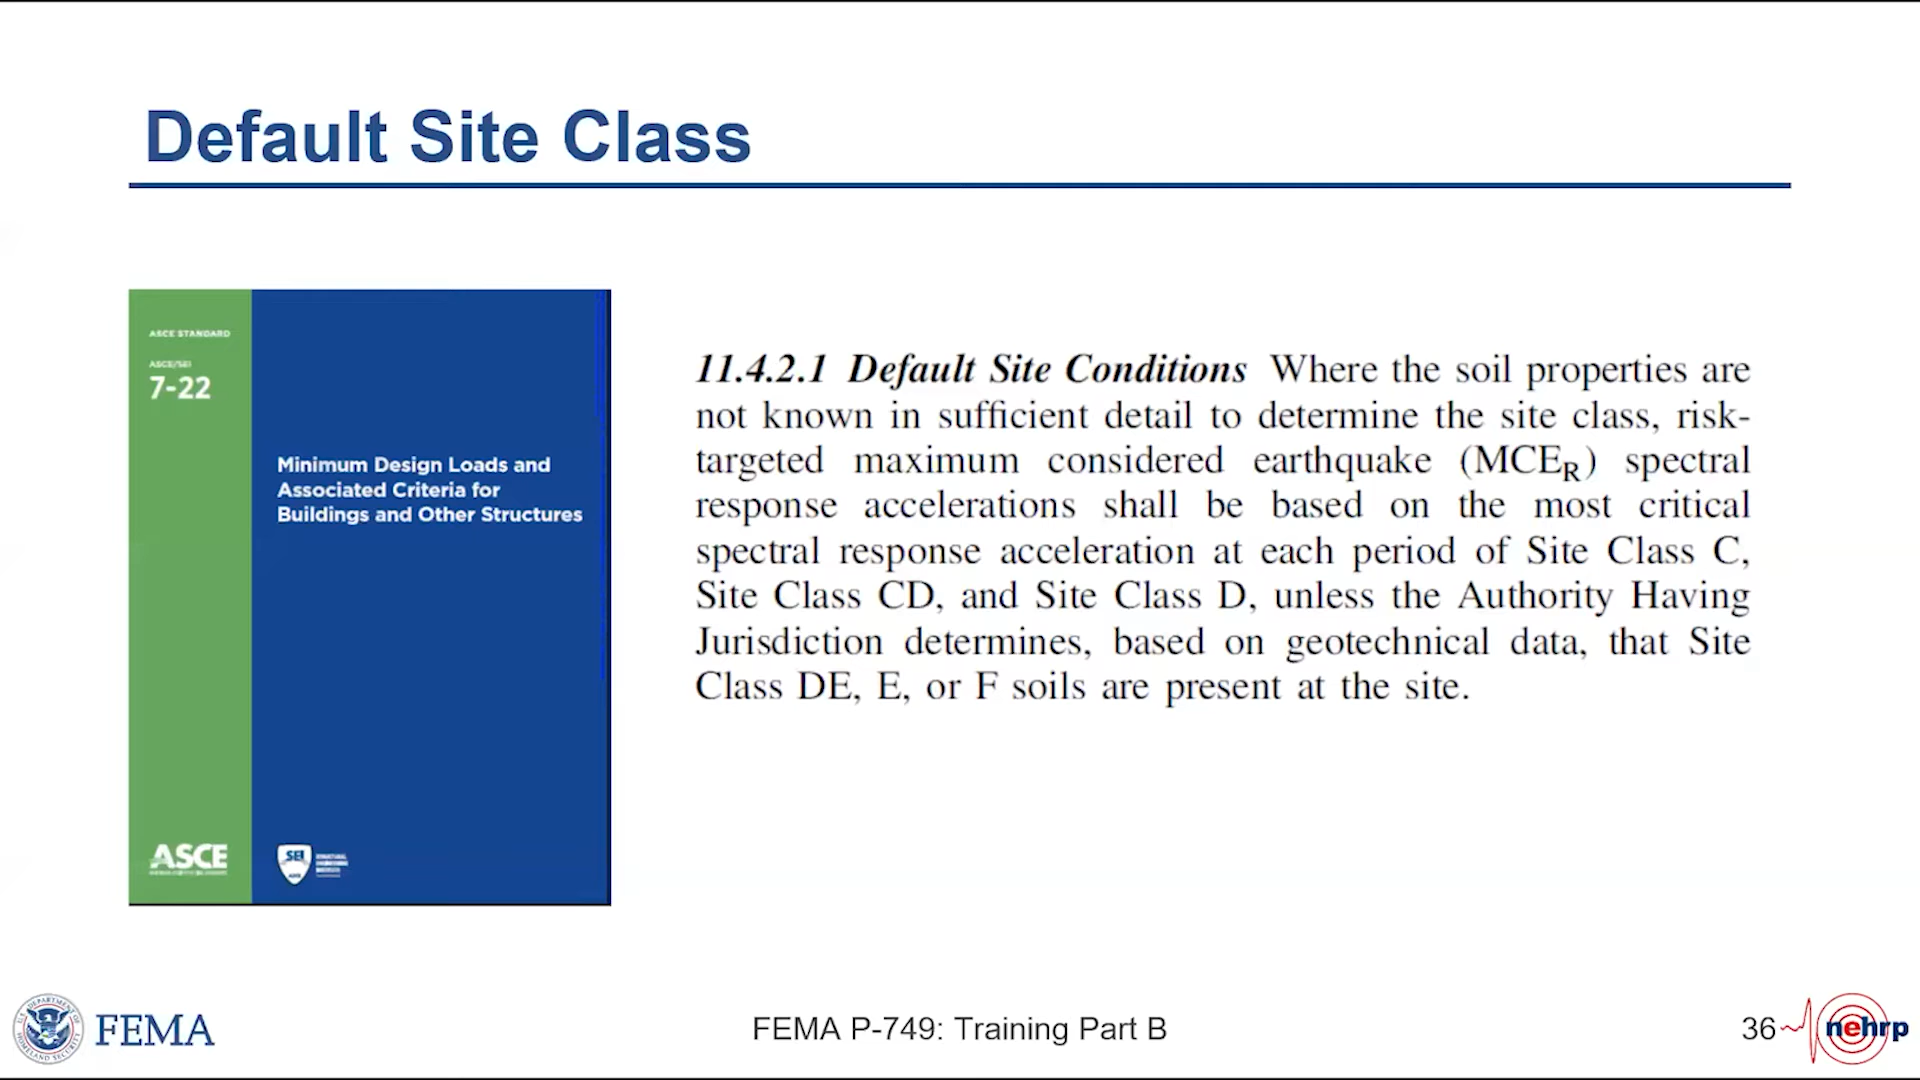 Default Site Class
ASCE STANDARD
ASCE/SEI
7-22
Minimum Design Loads and
Associated Criteria for
Buildings and Other Structures
ASCE
SEI
11.4.2.1 Default Site Conditions Where the soil properties are
not known in sufficient detail to determine the site class, risk-
targeted maximum considered earthquake (MCER) spectral
response accelerations shall be based on the most critical
spectral response acceleration at each period of Site Class C,
Site Class CD, and Site Class D, unless the Authority Having
Jurisdiction determines, based on geotechnical data, that Site
Class DE, E, or F soils are present at the site.
FEMA
FEMA P-749: Training Part B
36
nehrp